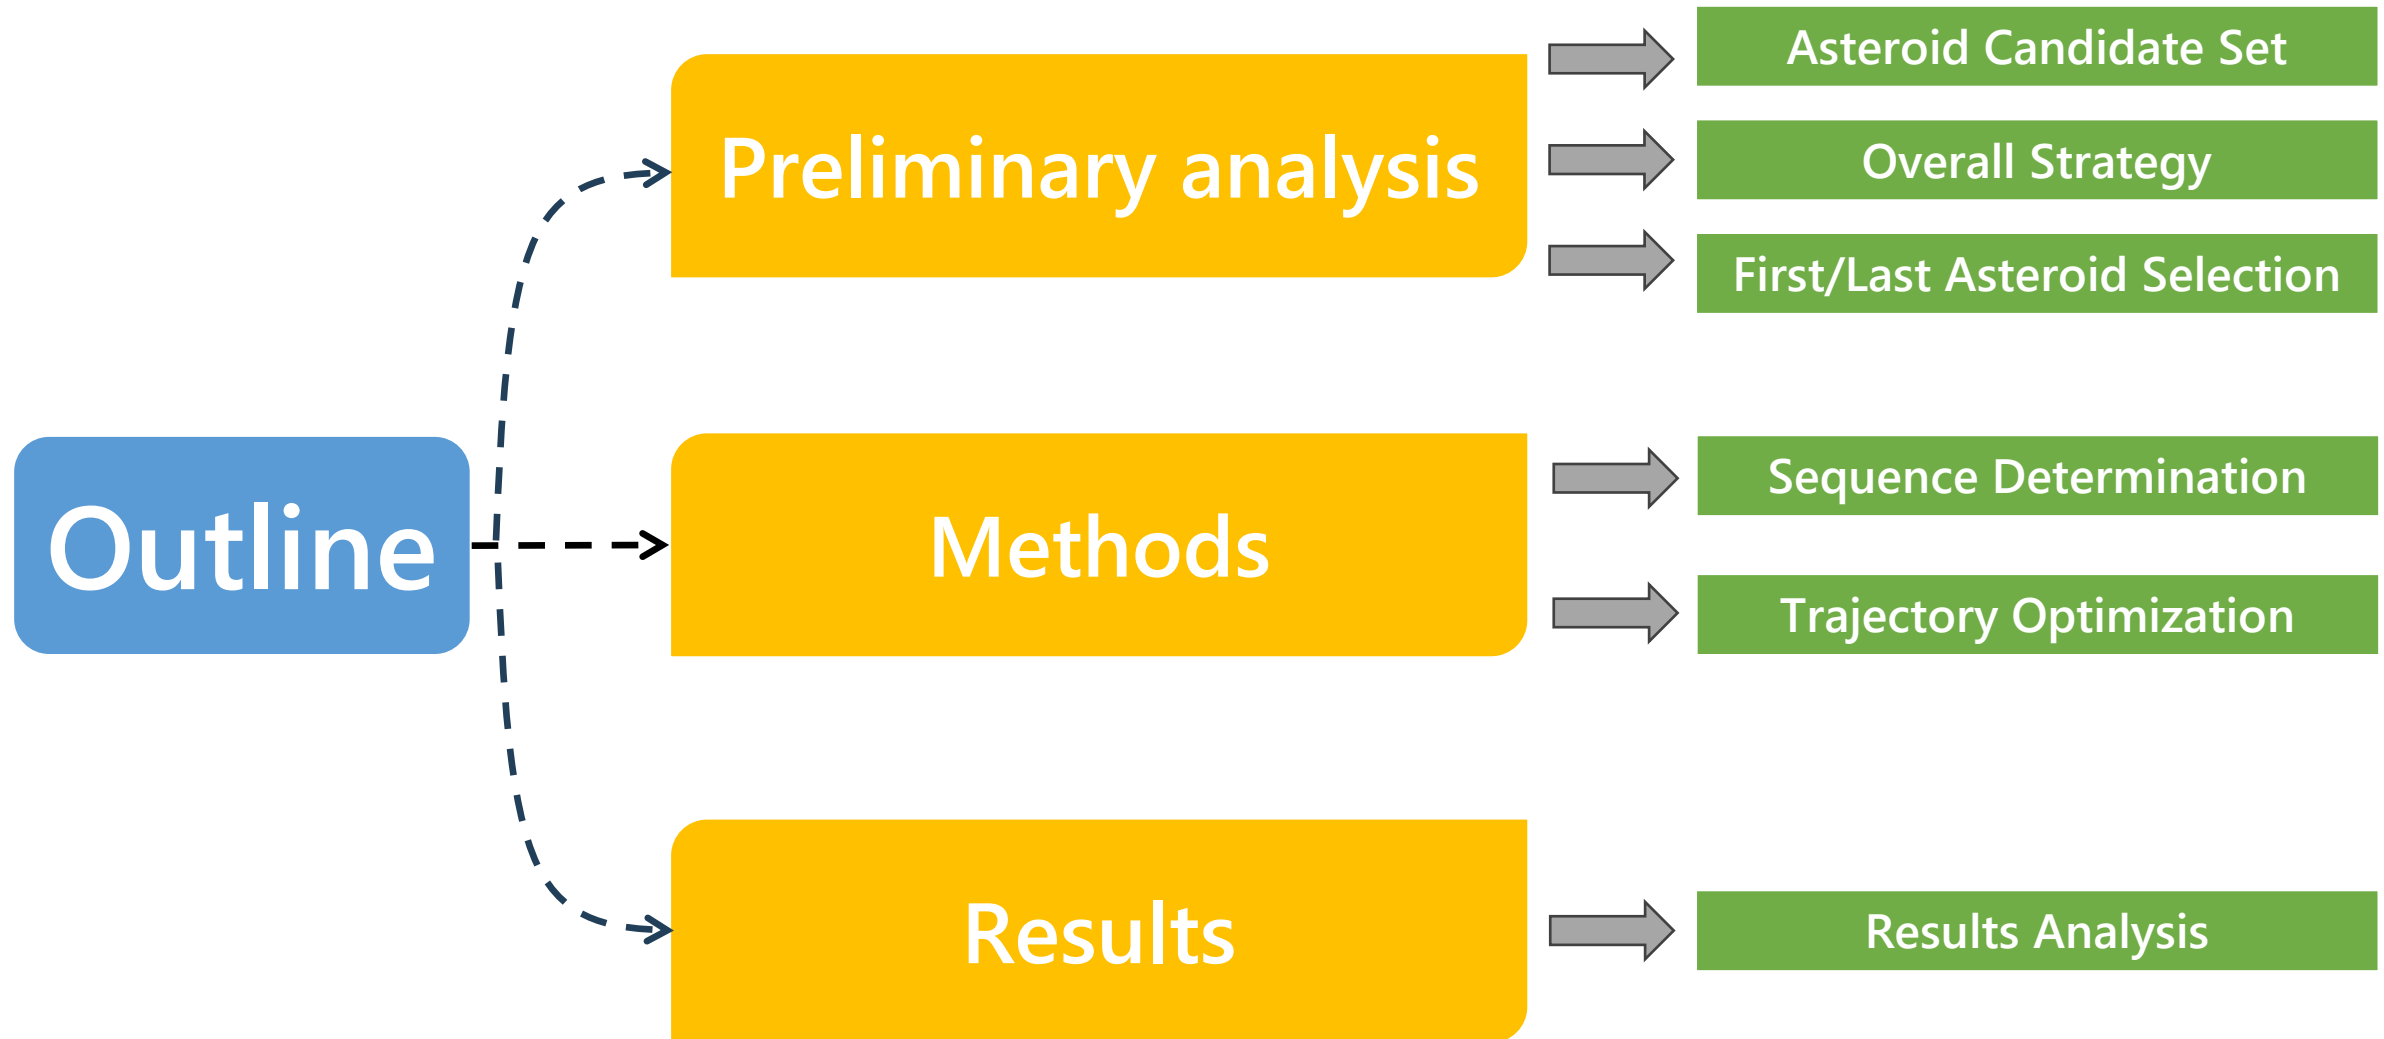 Outline
Preliminary analysis
Asteroid Candidate Set
Overall Strategy
First/Last Asteroid Selection
Methods
Sequence Determination
Trajectory Optimization
Results
Results Analysis